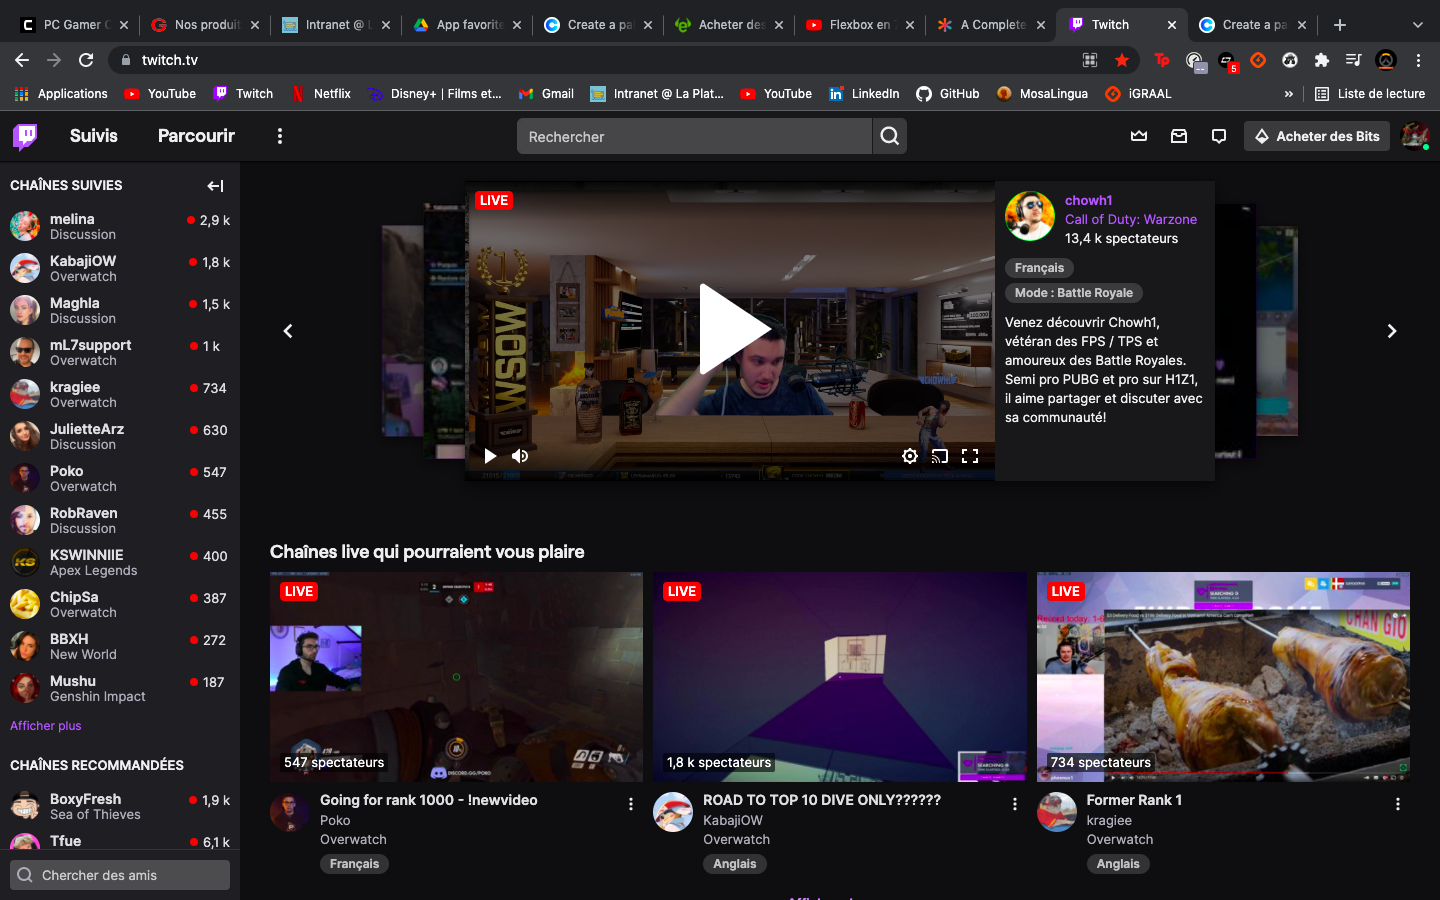 PC Gamer
Nos produit
Intranet @ L
App favorite
Create a pa
Acheter des
Flexbox en
A Complete
Twitch
Create a pa
twitch.tv
Applications
YouTube
Twitch
Netflix
Disney+ | Films et...
Gmail
Intranet @ La Plat...
YouTube
LinkedIn
GitHub
MosaLingua
iGRAAL
»
Liste de lecture
Suivis
Parcourir
Rechercher
Acheter des Bits
CHAÎNES SUIVIES
melina 2,9 k
Discussion
KabajiOW 1,8 k
Overwatch
Maghla 1,5 k
Discussion
mL7support 1 k
Overwatch
kragiee 734
Overwatch
JulietteArz 630
Discussion
Poko 547
Overwatch
RobRaven 455
Discussion
KSWINNIIE 400
Apex Legends
ChipSa 387
Overwatch
BBXH 272
New World
Mushu 187
Genshin Impact
Afficher plus
CHAÎNES RECOMMANDÉES
BoxyFresh 1,9 k
Sea of Thieves
Tfue 6,1 k
Chercher des amis
LIVE
WSOW
chowh1
Call of Duty: Warzone
13,4 k spectateurs
Français
Mode : Battle Royale
Venez découvrir Chowh1,
vétéran des FPS / TPS et
amoureux des Battle Royales.
Semi pro PUBG et pro sur H1Z1,
il aime partager et discuter avec
sa communauté!
Chaînes live qui pourraient vous plaire
LIVE
DISCORD.GG/POKO
547 spectateurs
Going for rank 1000 - !newvideo
Poko
Overwatch
Français
LIVE
1,8 k spectateurs
ROAD TO TOP 10 DIVE ONLY??????
KabajiOW
Overwatch
Anglais
LIVE
734 spectateurs
Former Rank 1
kragiee
Overwatch
Anglais